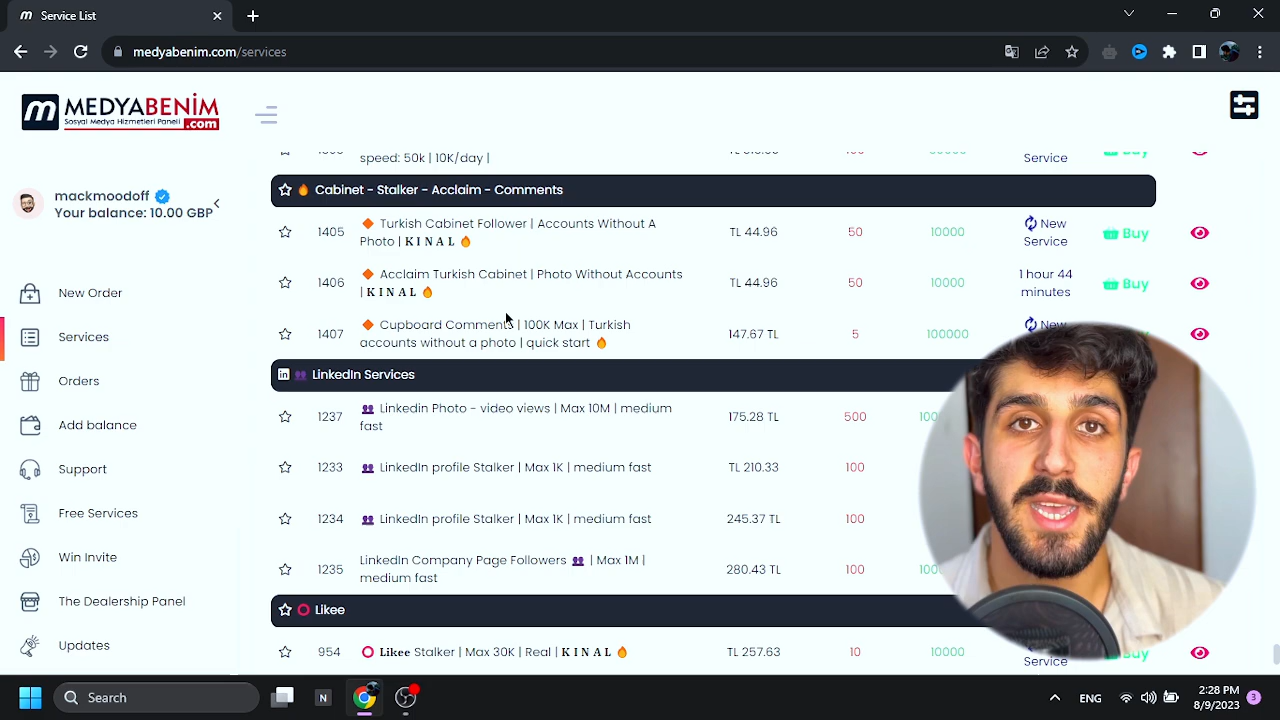 Service List
medyabenim.com/services
m MEDYABENİM
Sosyal Medya Hizmetleri Paneli .com
mackmoodoff
Your balance: 10.00 GBP
New Order
Services
Orders
Add balance
Support
Free Services
Win Invite
The Dealership Panel
Updates
speed: 50k | 10K/day |
Service
Buy
Cabinet - Stalker - Acclaim - Comments
1405 Turkish Cabinet Follower | Accounts Without A TL 44.96 50 10000 New Buy
Photo | K I N A L Service
1406 Acclaim Turkish Cabinet | Photo Without Accounts TL 44.96 50 10000 1 hour 44 Buy
| K I N A L minutes
1407 Cupboard Comments | 100K Max | Turkish 147.67 TL 5 100000 New
accounts without a photo | quick start
in LinkedIn Services
1237 Linkedin Photo - video views | Max 10M | medium 175.28 TL 500
fast
1233 LinkedIn profile Stalker | Max 1K | medium fast TL 210.33 100
1234 LinkedIn profile Stalker | Max 1K | medium fast 245.37 TL 100
1235 LinkedIn Company Page Followers | Max 1M | 280.43 TL 100
medium fast
Likee
954 Likee Stalker | Max 30K | Real | K I N A L TL 257.63 10 10000 Buy
Service
Search
N
ENG
2:28 PM
8/9/2023
3